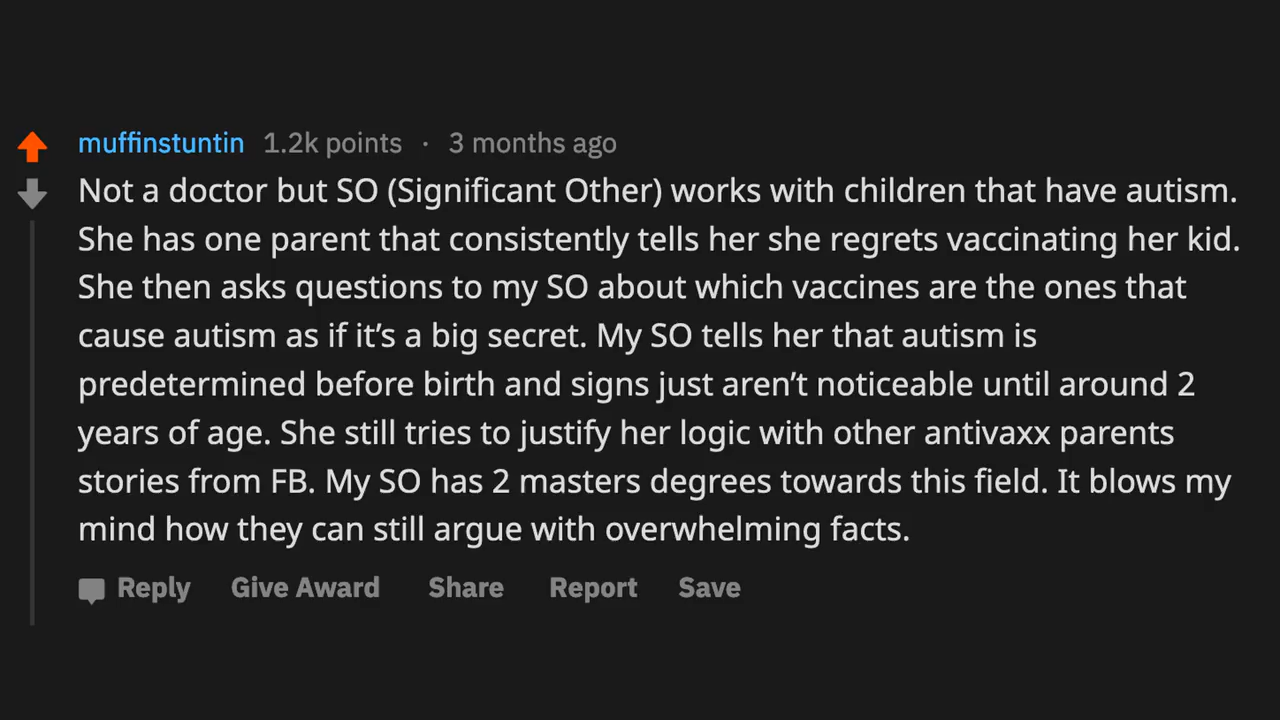 muffinstuntin 1.2k points · 3 months ago
Not a doctor but SO (Significant Other) works with children that have autism.
She has one parent that consistently tells her she regrets vaccinating her kid.
She then asks questions to my SO about which vaccines are the ones that
cause autism as if it’s a big secret. My SO tells her that autism is
predetermined before birth and signs just aren’t noticeable until around 2
years of age. She still tries to justify her logic with other antivaxx parents
stories from FB. My SO has 2 masters degrees towards this field. It blows my
mind how they can still argue with overwhelming facts.
Reply Give Award Share Report Save